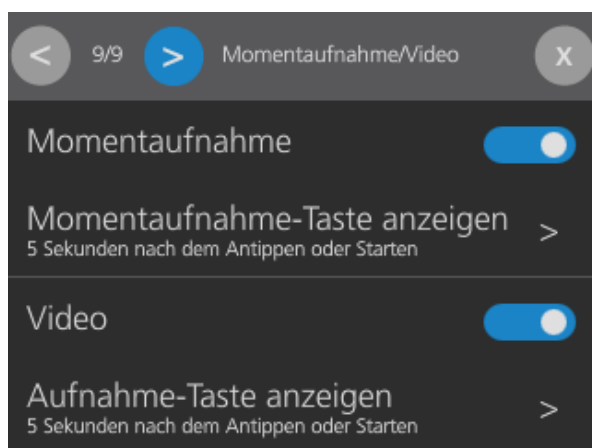 < 9/9 > Momentaufnahme/Video X
Momentaufnahme
Momentaufnahme-Taste anzeigen >
5 Sekunden nach dem Antippen oder Starten
Video
Aufnahme-Taste anzeigen >
5 Sekunden nach dem Antippen oder Starten